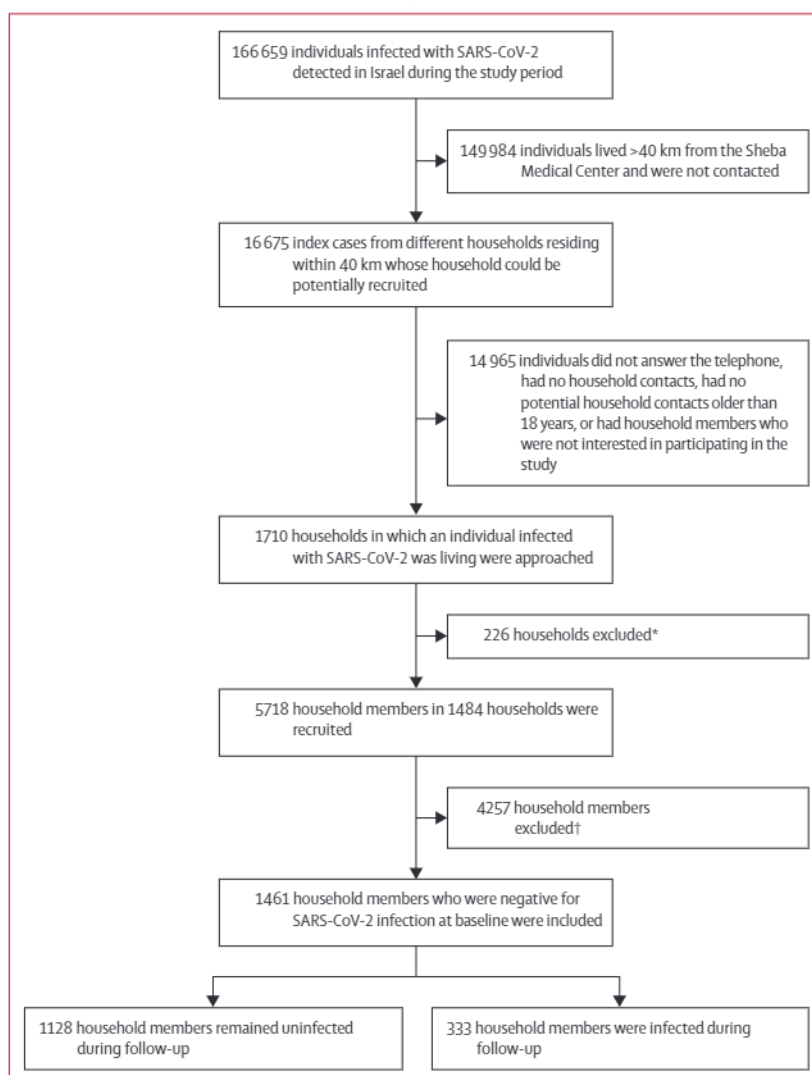 166 659 individuals infected with SARS-CoV-2
detected in Israel during the study period
149 984 individuals lived >40 km from the Sheba
Medical Center and were not contacted
16 675 index cases from different households residing
within 40 km whose household could be
potentially recruited
14 965 individuals did not answer the telephone,
had no household contacts, had no
potential household contacts older than
18 years, or had household members who
were not interested in participating in the
study
1710 households in which an individual infected
with SARS-CoV-2 was living were approached
226 households excluded*
5718 household members in 1484 households were
recruited
4257 household members
excluded†
1461 household members who were negative for
SARS-CoV-2 infection at baseline were included
1128 household members remained uninfected
during follow-up
333 household members were infected during
follow-up